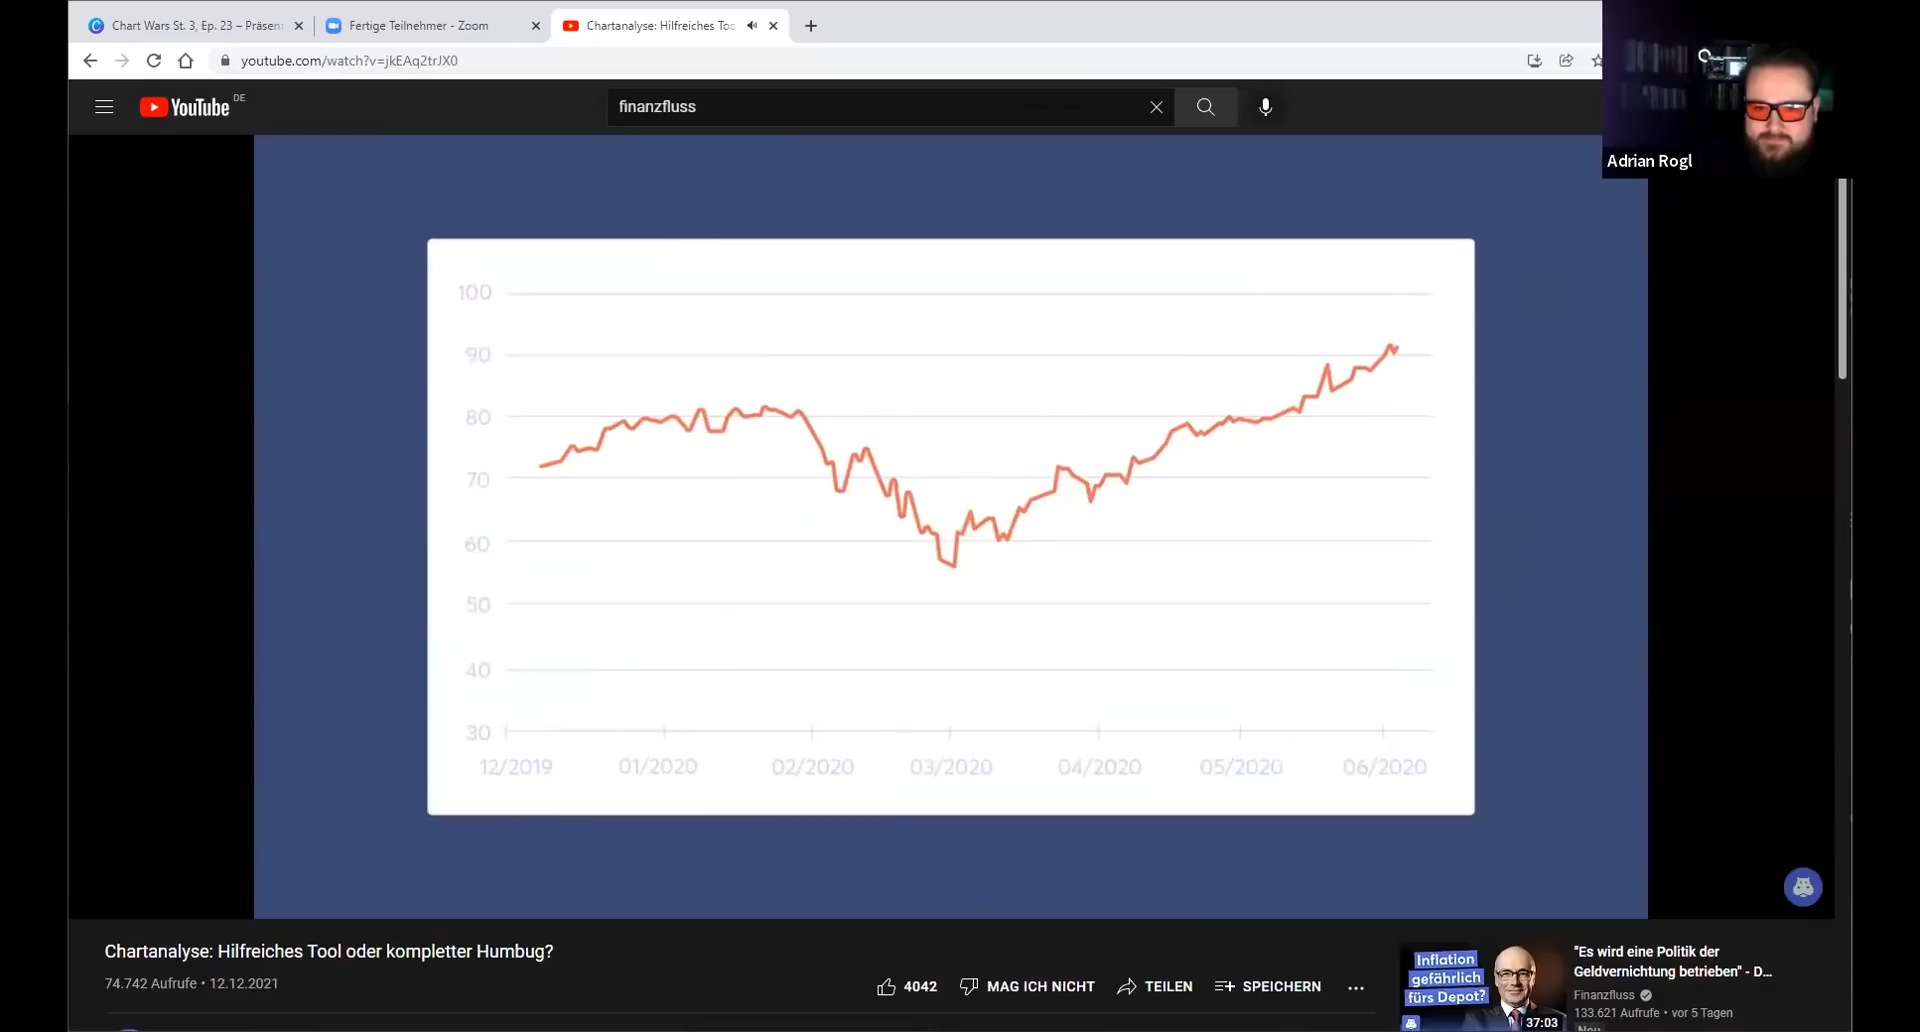 Chart Wars St. 3, Ep. 23 – Präsen
Fertige Teilnehmer - Zoom
Chartanalyse: Hilfreiches Too
youtube.com/watch?v=jkEAq2trJX0
YouTube DE
finanzfluss
Adrian Rogl
100
90
80
70
60
50
40
30
12/2019 01/2020 02/2020 03/2020 04/2020 05/2020 06/2020
Chartanalyse: Hilfreiches Tool oder kompletter Humbug?
74.742 Aufrufe • 12.12.2021
4042 MAG ICH NICHT TEILEN SPEICHERN
Inflation
gefährlich
fürs Depot?
37:03
"Es wird eine Politik der
Geldvernichtung betrieben" - D...
Finanzfluss
133.621 Aufrufe • vor 5 Tagen
Neu